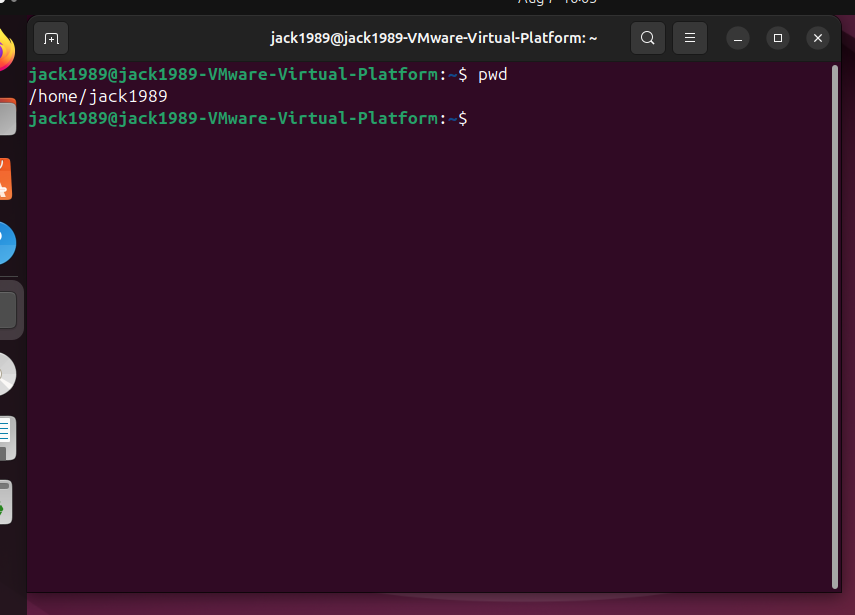 jack1989@jack1989-VMware-Virtual-Platform: ~
jack1989@jack1989-VMware-Virtual-Platform:~$ pwd
/home/jack1989
jack1989@jack1989-VMware-Virtual-Platform:~$